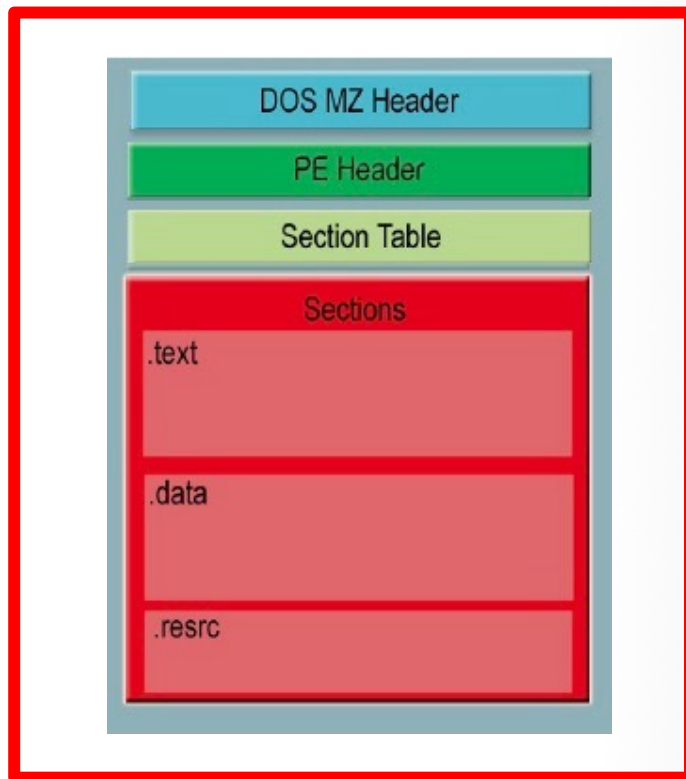 DOS MZ Header
PE Header
Section Table
Sections
.text
.data
.resrc